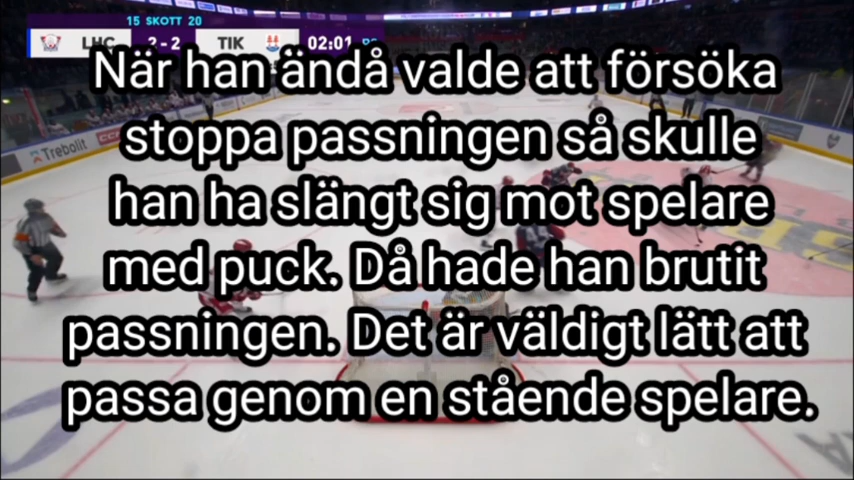 15 SKOTT 20
LHC 2-2 TIK 02:01
När han ändå valde att försöka
stoppa passningen så skulle
han ha slängt sig mot spelare
med puck. Då hade han brutit
passningen. Det är väldigt lätt att
passa genom en stående spelare.
Trebolit
CCM